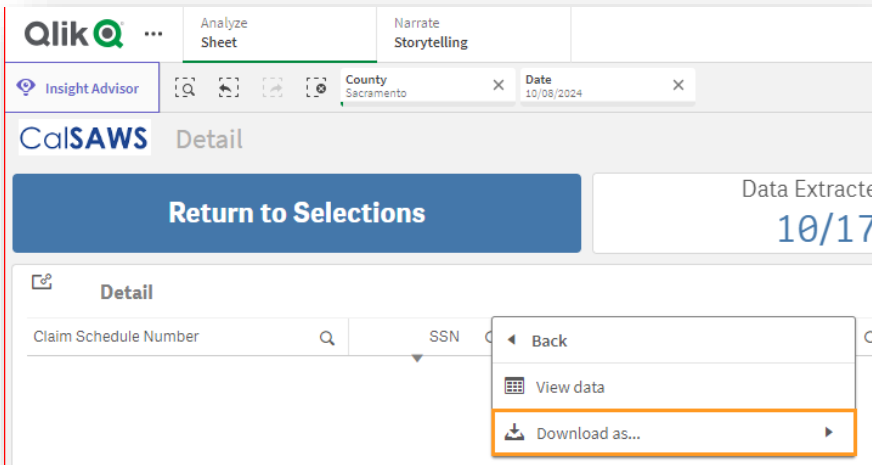 Qlik
Analyze
Sheet
Narrate
Storytelling
Insight Advisor
County
Sacramento
Date
10/08/2024
CalSAWS Detail
Return to Selections
Data Extracte
10/17
Detail
Claim Schedule Number
SSN
Back
View data
Download as...